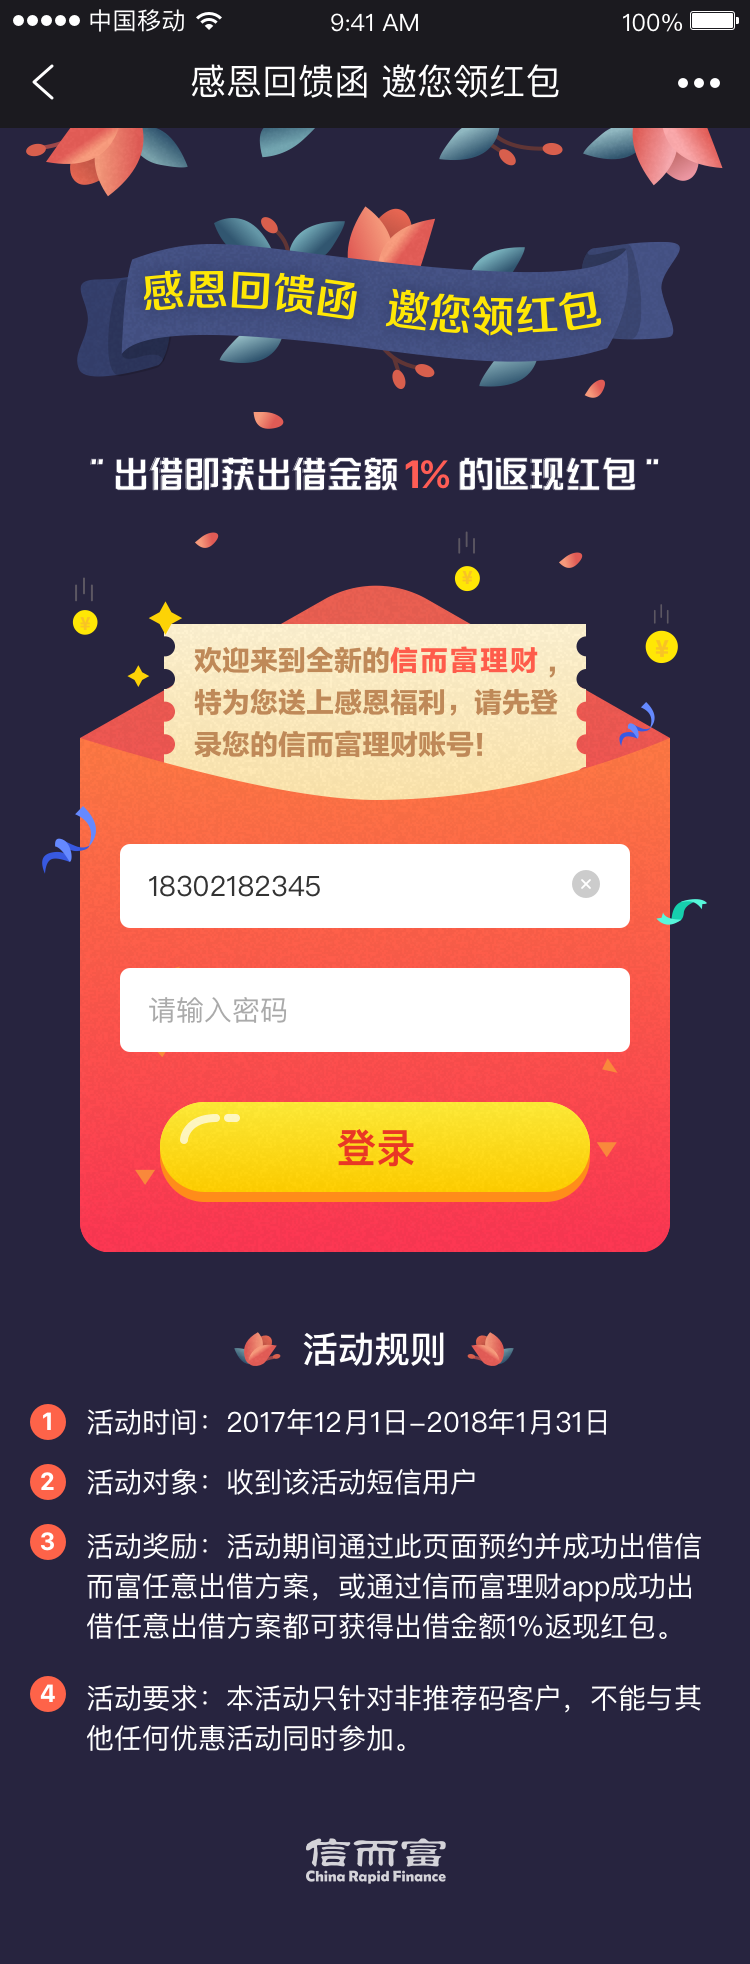 中国移动 9:41 AM 100%
感恩回馈函 邀您领红包
感恩回馈函 邀您领红包
"出借即获出借金额1%的返现红包"
¥
¥
¥
欢迎来到全新的信而富理财，
特为您送上感恩福利，请先登
录您的信而富理财账号！
18302182345
请输入密码
登录
活动规则
1 活动时间：2017年12月1日-2018年1月31日
2 活动对象：收到该活动短信用户
3 活动奖励：活动期间通过此页面预约并成功出借信
而富任意出借方案，或通过信而富理财app成功出
借任意出借方案都可获得出借金额1%返现红包。
4 活动要求：本活动只针对非推荐码客户，不能与其
他任何优惠活动同时参加。
信而富
China Rapid Finance